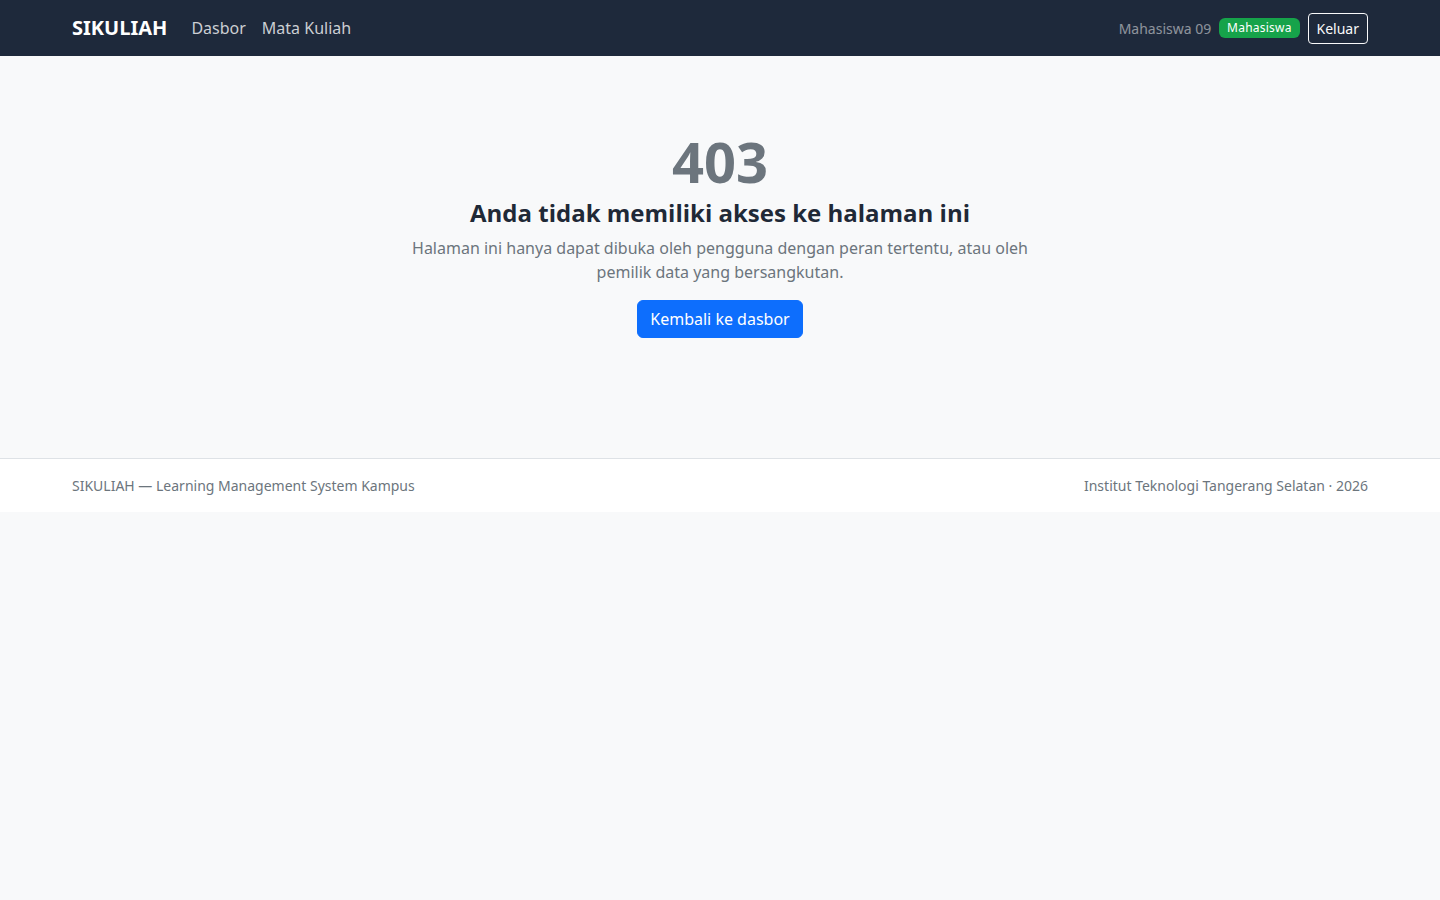 SIKULIAH Dasbor Mata Kuliah Mahasiswa 09 Mahasiswa Keluar
403
Anda tidak memiliki akses ke halaman ini
Halaman ini hanya dapat dibuka oleh pengguna dengan peran tertentu, atau oleh
pemilik data yang bersangkutan.
Kembali ke dasbor
SIKULIAH — Learning Management System Kampus Institut Teknologi Tangerang Selatan · 2026